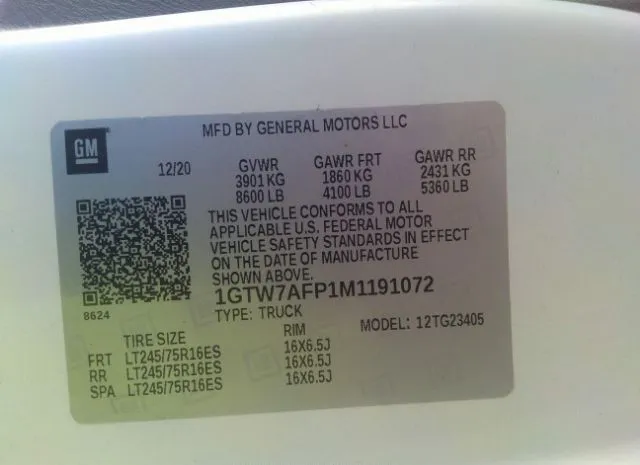 GM
MFD BY GENERAL MOTORS LLC
12/20 GVWR GAWR FRT GAWR RR
3901 KG 1860 KG 2431 KG
8600 LB 4100 LB 5360 LB
THIS VEHICLE CONFORMS TO ALL
APPLICABLE U.S. FEDERAL MOTOR
VEHICLE SAFETY STANDARDS IN EFFECT
ON THE DATE OF MANUFACTURE
SHOWN ABOVE.
8624
1GTW7AFP1M1191072
TYPE: TRUCK
MODEL: 12TG23405
TIRE SIZE RIM
FRT LT245/75R16ES 16X6.5J
RR LT245/75R16ES 16X6.5J
SPA LT245/75R16ES 16X6.5J